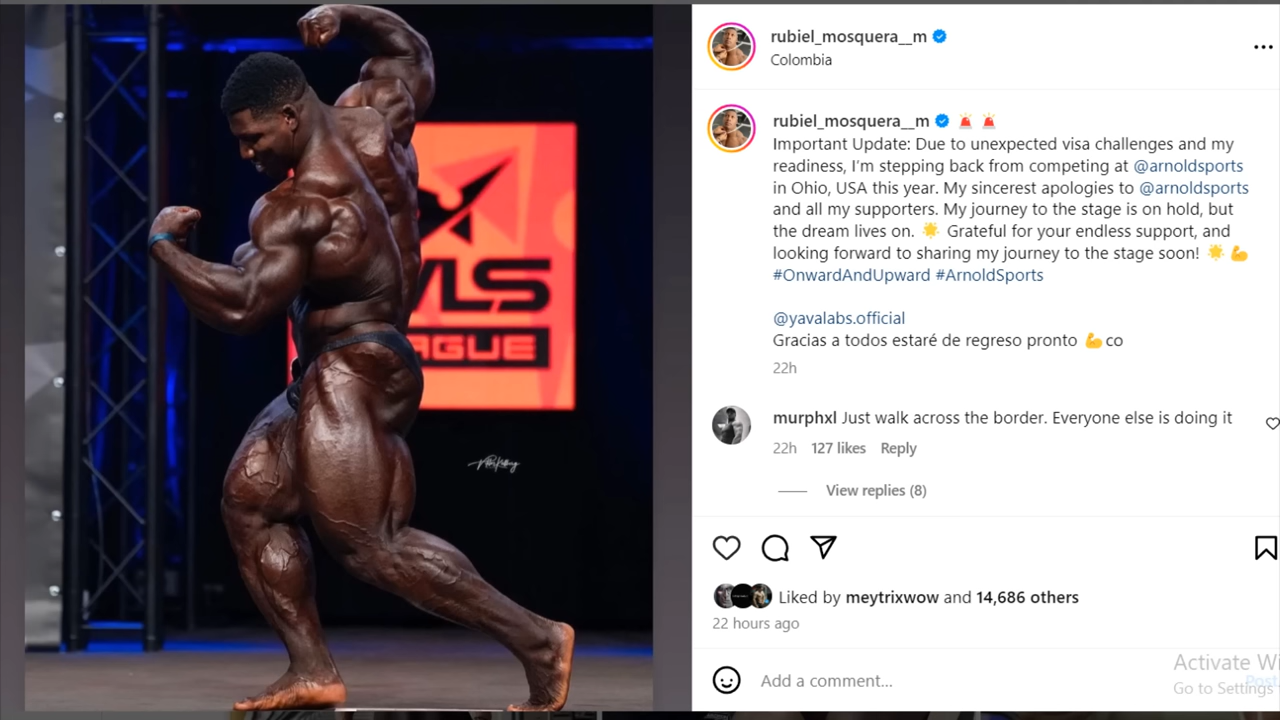 VLS
AGUE
rubiel_mosquera__m
Colombia
rubiel_mosquera__m 🚨 🚨
Important Update: Due to unexpected visa challenges and my
readiness, I'm stepping back from competing at @arnoldsports
in Ohio, USA this year. My sincerest apologies to @arnoldsports
and all my supporters. My journey to the stage is on hold, but
the dream lives on. 🌟 Grateful for your endless support, and
looking forward to sharing my journey to the stage soon! 🌟 💪
#OnwardAndUpward #ArnoldSports
@yavalabs.official
Gracias a todos estaré de regreso pronto 💪co
22h
murphxl Just walk across the border. Everyone else is doing it
22h 127 likes Reply
View replies (8)
Liked by meytrixwow and 14,686 others
22 hours ago
Add a comment...
Post
Activate Wi
Go to Settings